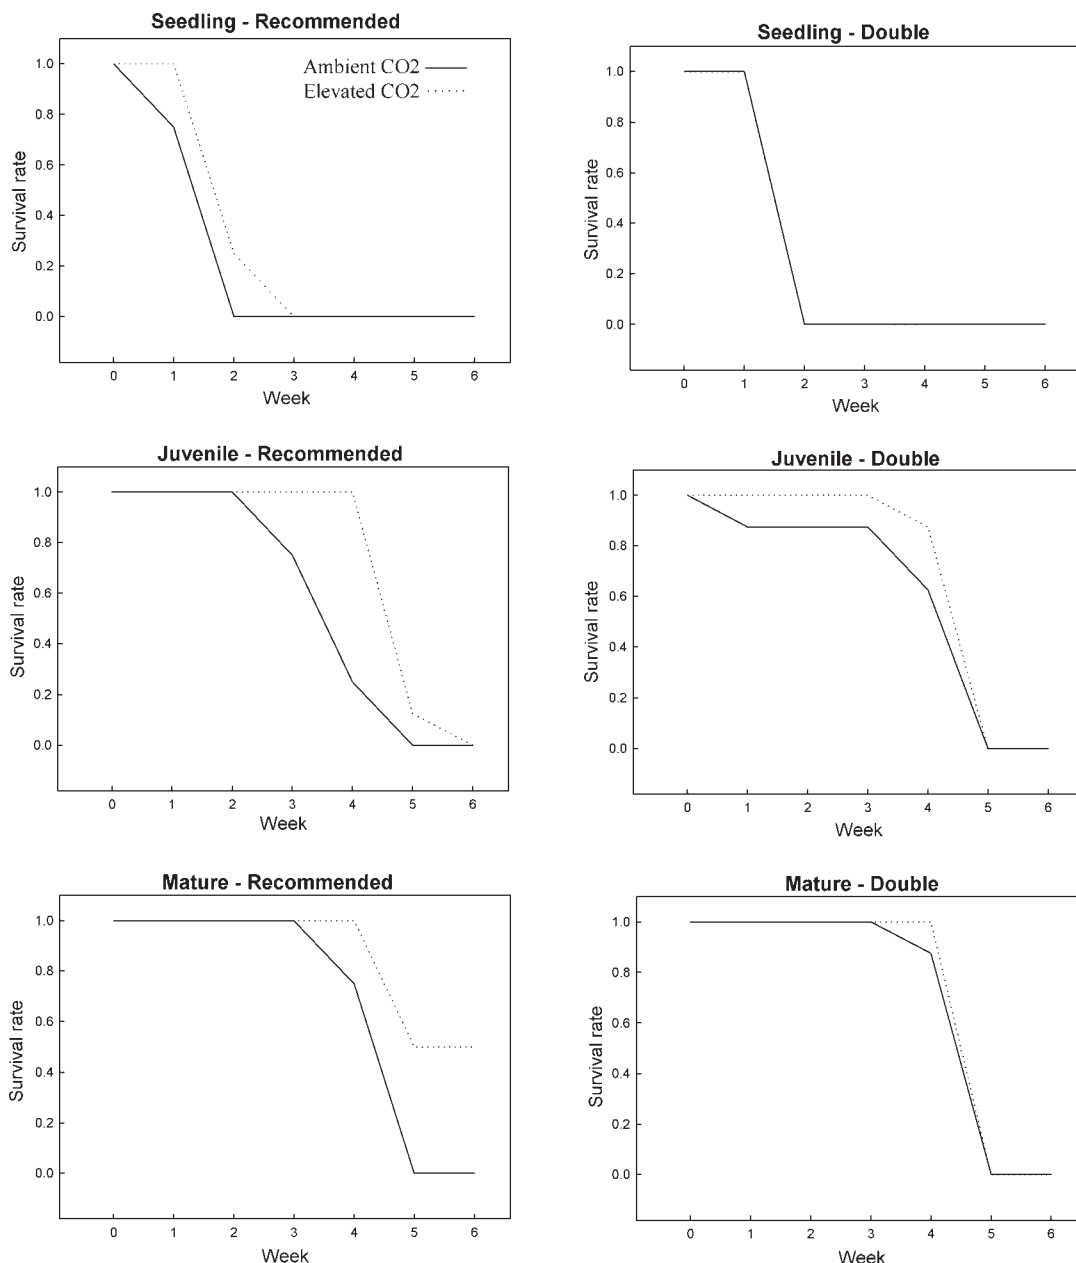 Seedling - Recommended
Ambient CO2
Elevated CO2
Survival rate
1.0
0.8
0.6
0.4
0.2
0.0
0 1 2 3 4 5 6
Week
Seedling - Double
Survival rate
1.0
0.8
0.6
0.4
0.2
0.0
0 1 2 3 4 5 6
Week
Juvenile - Recommended
Survival rate
1.0
0.8
0.6
0.4
0.2
0.0
0 1 2 3 4 5 6
Week
Juvenile - Double
Survival rate
1.0
0.8
0.6
0.4
0.2
0.0
0 1 2 3 4 5 6
Week
Mature - Recommended
Survival rate
1.0
0.8
0.6
0.4
0.2
0.0
0 1 2 3 4 5 6
Week
Mature - Double
Survival rate
1.0
0.8
0.6
0.4
0.2
0.0
0 1 2 3 4 5 6
Week